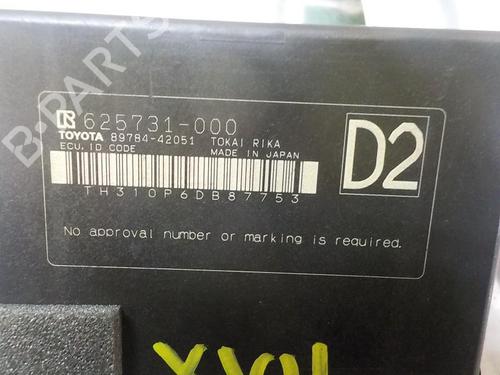 625731-000
TOYOTA 89784-42051 TOKAI RIKA
ECU, ID CODE MADE IN JAPAN
D2
TH310P6DB87753
No approval number or marking is required.
B-PARTS